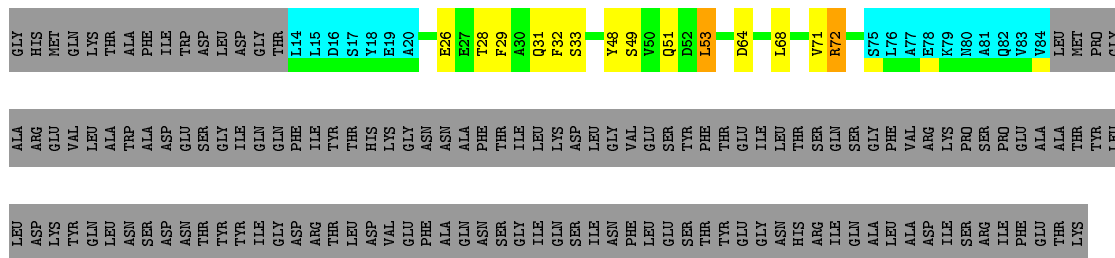 GLY HIS MET GLN LYS THR ALA PHE ILE TRP ASP LEU ASP GLY THR L14 L15 D16 S17 Y18 E19 A20 E26 E27 T28 F29 A30 Q31 F32 S33 Y48 S49 V50 Q51 D52 L53 D64 L68 V71 R72 S75 L76 A77 E78 K79 N80 A81 Q82 V83 V84 LEU MET PRO GLY
ALA ARG GLU VAL LEU ALA TRP ALA ASP GLU SER GLY ILE GLN GLN PHE ILE TYR THR HIS LYS GLY ASN ASN ALA PHE THR ILE LEU LYS ASP LEU GLY VAL GLU SER TYR PHE THR GLU ILE LEU THR SER GLN SER GLY PHE VAL ARG LYS PRO SER PRO GLU ALA ALA THR TYR LEU
LEU ASP LYS TYR GLN LEU ASN SER ASP ASN THR TYR TYR ILE GLY ASP ARG THR LEU ASP VAL GLU PHE ALA GLN ASN SER GLY ILE GLN SER ILE ASN PHE LEU GLU SER THR TYR GLU GLY ASN HIS ARG ILE GLN ALA LEU ALA ASP ILE SER ARG ILE PHE GLU THR LYS